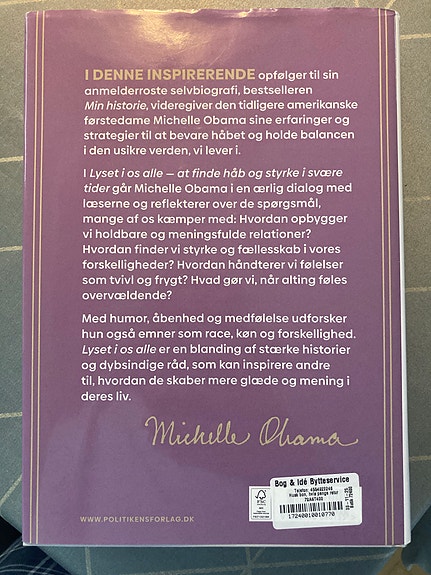 I DENNE INSPIRERENDE opfølger til sin
anmelderroste selvbiografi, bestselleren
Min historie, videregiver den tidligere amerikanske
førstedame Michelle Obama sine erfaringer og
strategier til at bevare håbet og holde balancen
i den usikre verden, vi lever i.
I Lyset i os alle – at finde håb og styrke i svære
tider går Michelle Obama i en ærlig dialog med
læserne og reflekterer over de spørgsmål,
mange af os kæmper med: Hvordan opbygger
vi holdbare og meningsfulde relationer?
Hvordan finder vi styrke og fællesskab i vores
forskelligheder? Hvordan håndterer vi følelser
som tvivl og frygt? Hvad gør vi, når alting føles
overvældende?
Med humor, åbenhed og medfølelse udforsker
hun også emner som race, køn og forskellighed.
Lyset i os alle er en blanding af stærke historier
og dybsindige råd, som kan inspirere andre
til, hvordan de skaber mere glæde og mening i
deres liv.
Michelle Obama
Bog & Idé Bytteservice
Husk bon, hvis penge retur
17240010010770
FSC
WWW.POLITIKENSFORLAG.DK